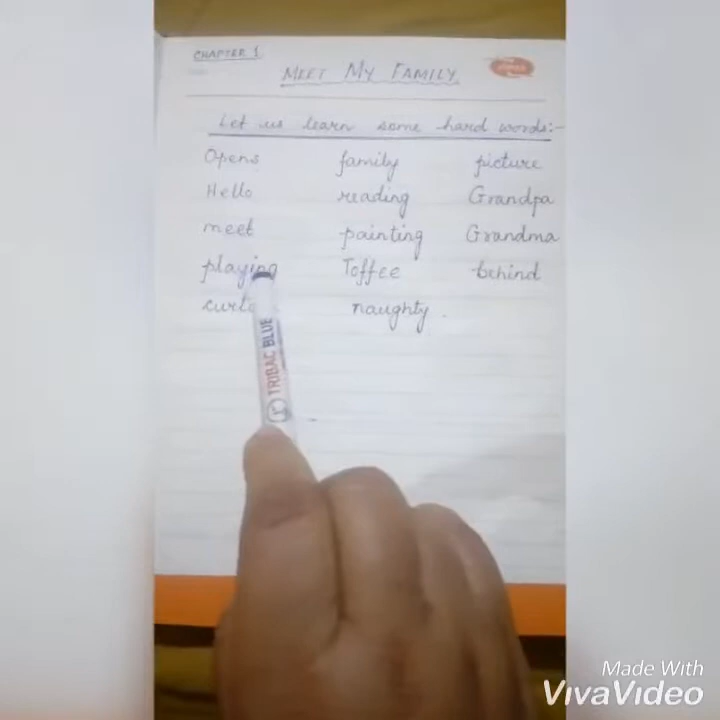 CHAPTER 1
MEET MY FAMILY
Let us learn some hard words:-
Opens family picture
Hello reading Grandpa
meet painting Grandma
playing Toffee behind
naughty .
TRIBAC BLUE
Made With
VivaVideo